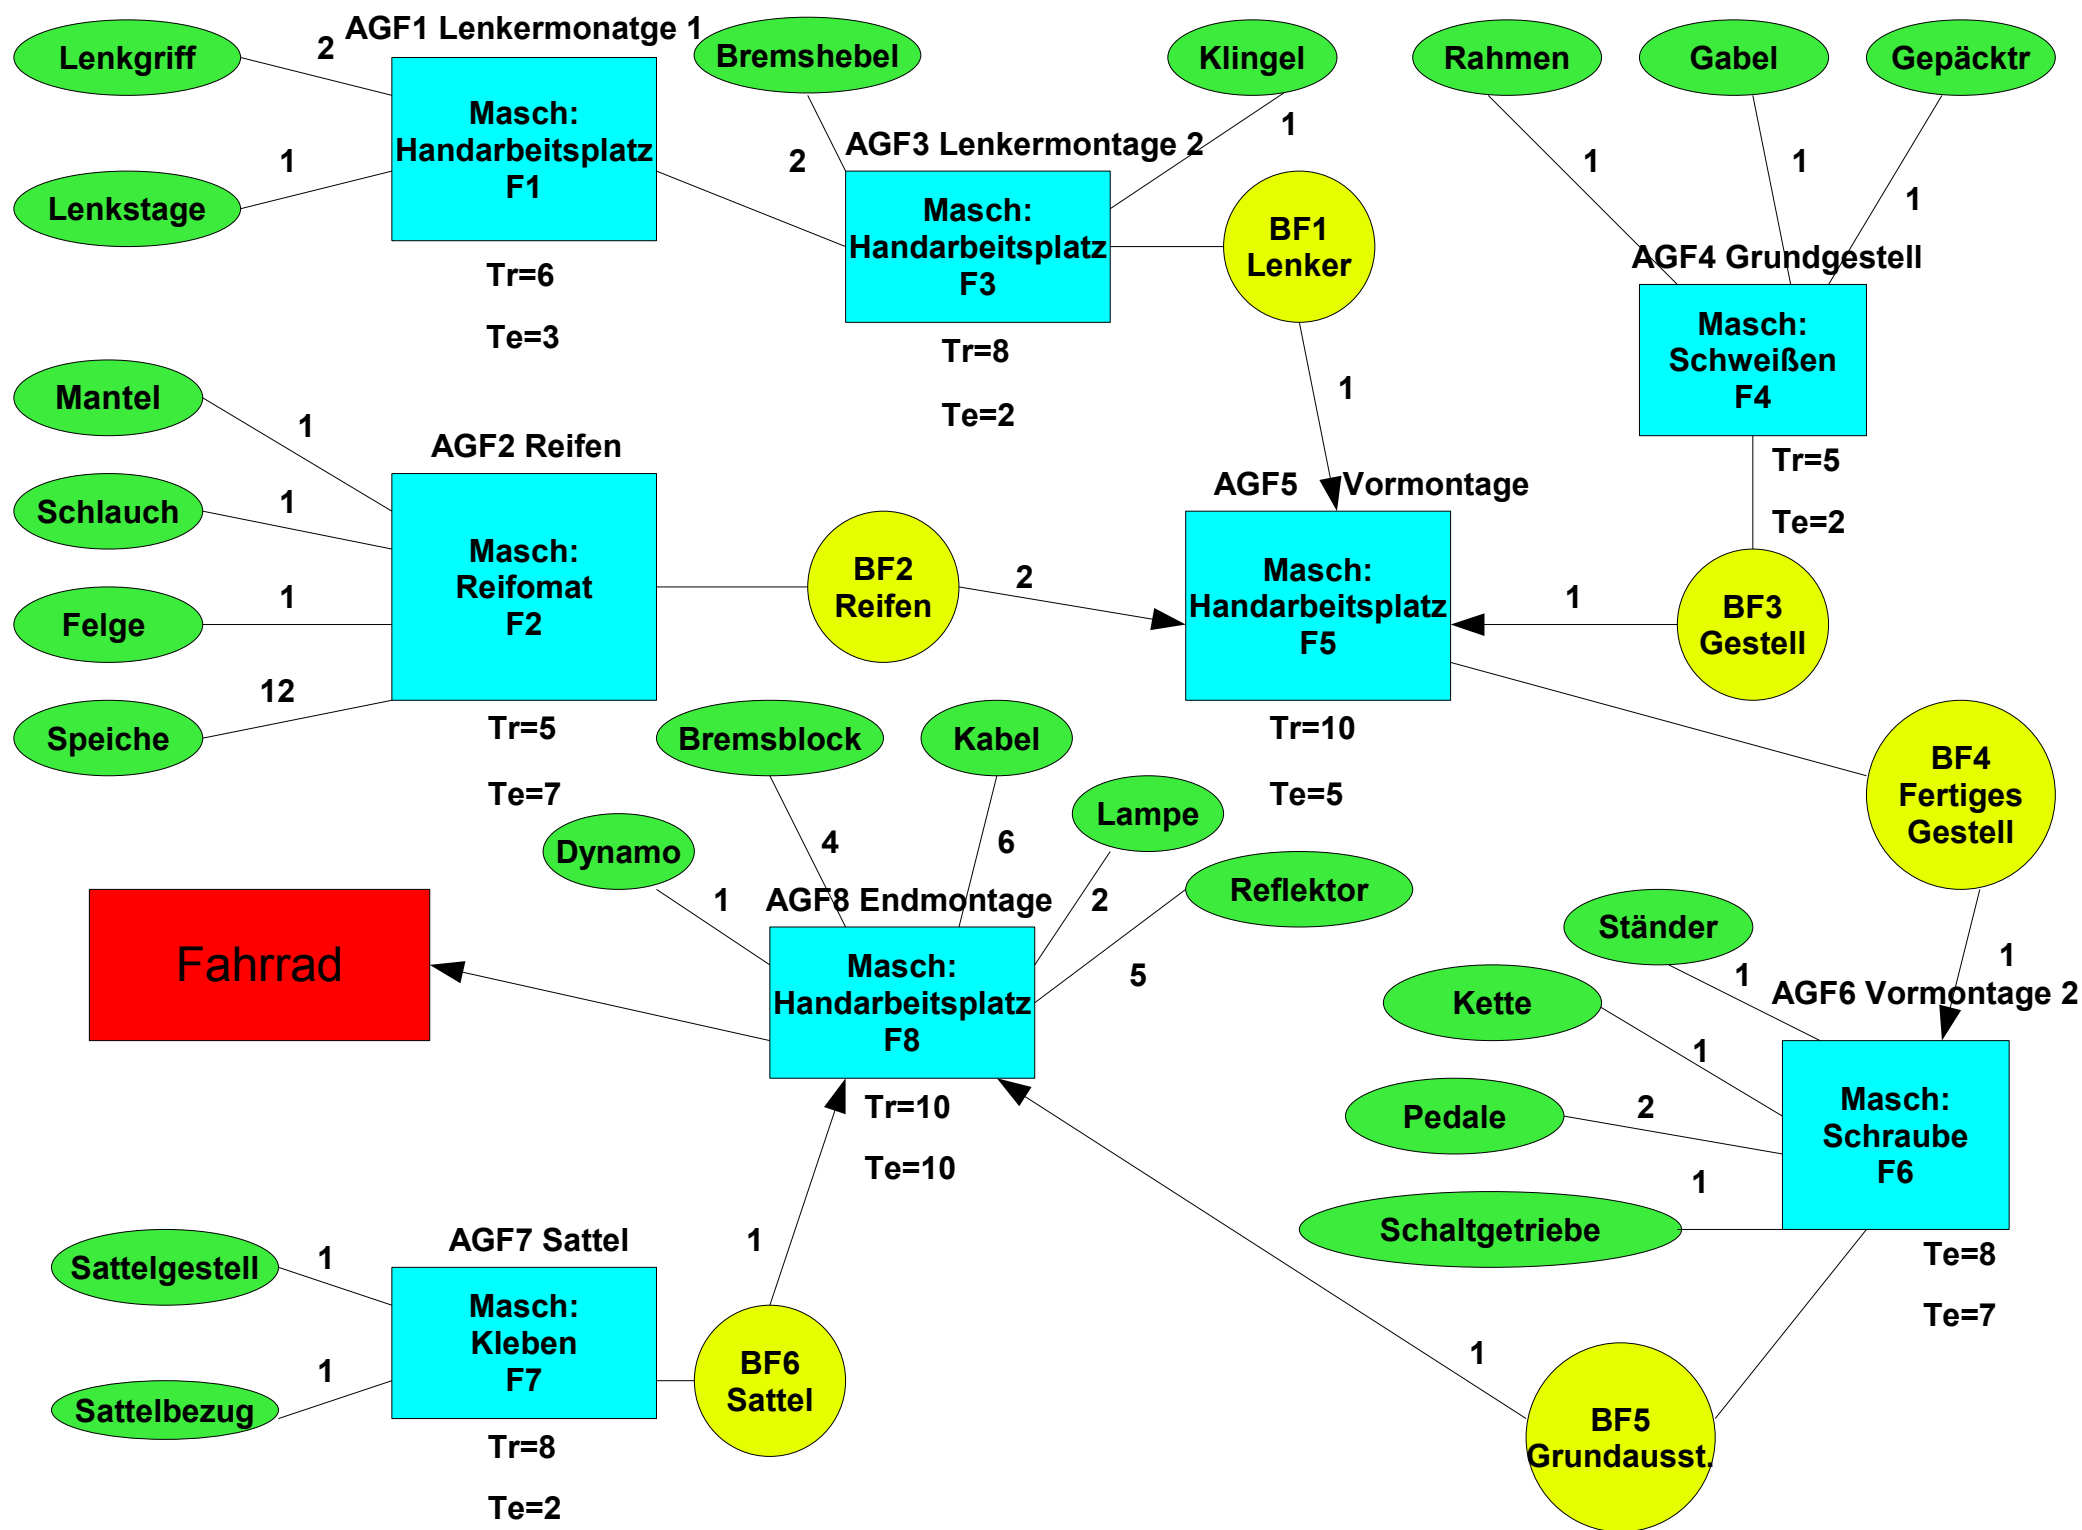 AGF1 Lenkermonatge 1
Lenkgriff
2
Lenkstage
1
Masch:
Handarbeitsplatz
F1
Tr=6
Te=3
Bremshebel
2
Klingel
1
AGF3 Lenkermontage 2
Masch:
Handarbeitsplatz
F3
Tr=8
Te=2
BF1
Lenker
1
Rahmen
1
Gabel
1
Gepäcktr
1
AGF4 Grundgestell
Masch:
Schweißen
F4
Tr=5
Te=2
BF3
Gestell
1
Mantel
1
Schlauch
1
Felge
1
Speiche
12
AGF2 Reifen
Masch:
Reifomat
F2
Tr=5
Te=7
BF2
Reifen
2
AGF5 Vormontage
Masch:
Handarbeitsplatz
F5
Tr=10
Te=5
BF4
Fertiges
Gestell
1
Bremsblock
4
Kabel
6
Lampe
2
Dynamo
1
Reflektor
5
AGF8 Endmontage
Masch:
Handarbeitsplatz
F8
Tr=10
Te=10
Fahrrad
Ständer
1
Kette
1
Pedale
2
Schaltgetriebe
1
AGF6 Vormontage 2
Masch:
Schraube
F6
Te=8
Te=7
BF5
Grundausst.
1
AGF7 Sattel
Sattelgestell
1
Sattelbezug
1
Masch:
Kleben
F7
Tr=8
Te=2
BF6
Sattel
1